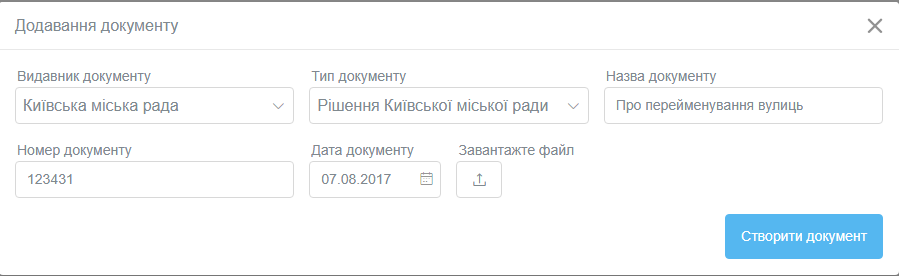 Додавання документу
Видавник документу
Тип документу
Назва документу
Київська міська рада
Рішення Київської міської ради
Про перейменування вулиць
Номер документу
Дата документу
Завантажте файл
123431
07.08.2017
Створити документ